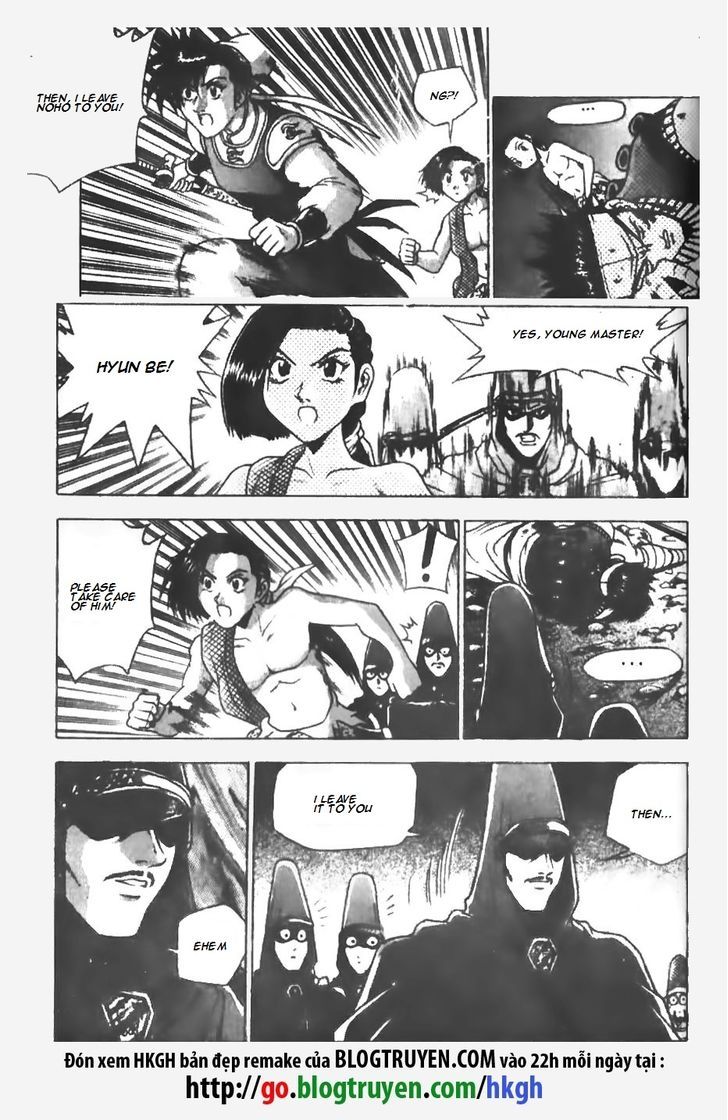 THEN, I LEAVE
NOHO TO YOU!
NG?!
...
HYUN BE!
YES, YOUNG MASTER!
PLEASE
TAKE CARE
OF HIM!
!
...
EHEM
I LEAVE
IT TO YOU
THEN...
Đón xem HKGH bản đẹp remake của BLOGTRUYEN.COM vào 22h mỗi ngày tại :
http://go.blogtruyen.com/hkgh